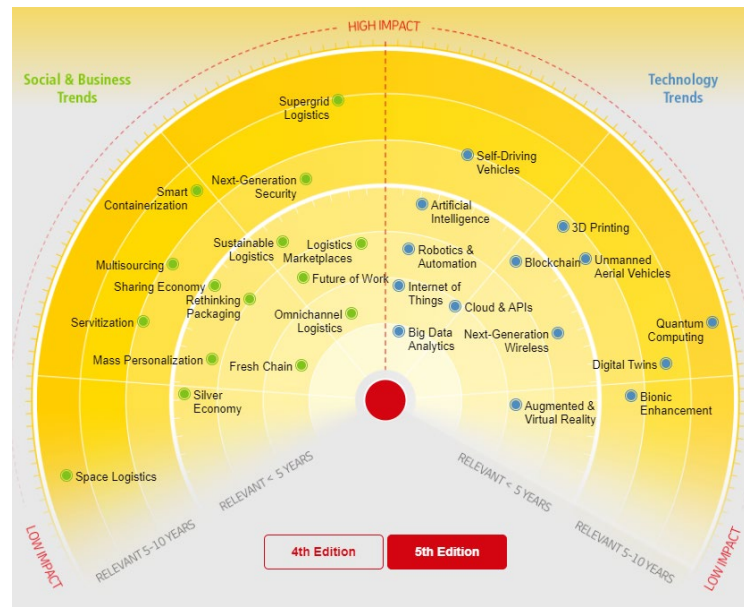 HIGH IMPACT
Social & Business
Trends
Technology
Trends
Supergrid
Logistics
Self-Driving
Vehicles
Next-Generation
Security
Smart
Containerization
Artificial
Intelligence
3D Printing
Sustainable
Logistics
Logistics
Marketplaces
Robotics &
Automation
Blockchain
Unmanned
Aerial Vehicles
Multisourcing
Future of Work
Sharing Economy
Internet of
Things
Rethinking
Packaging
Cloud & APIs
Servitization
Omnichannel
Logistics
Big Data
Analytics
Next-Generation
Wireless
Quantum
Computing
Mass Personalization
Fresh Chain
Digital Twins
Silver
Economy
Augmented &
Virtual Reality
Bionic
Enhancement
Space Logistics
RELEVANT < 5 YEARS
RELEVANT < 5 YEARS
RELEVANT 5-10 YEARS
RELEVANT 5-10 YEARS
LOW IMPACT
LOW IMPACT
4th Edition
5th Edition